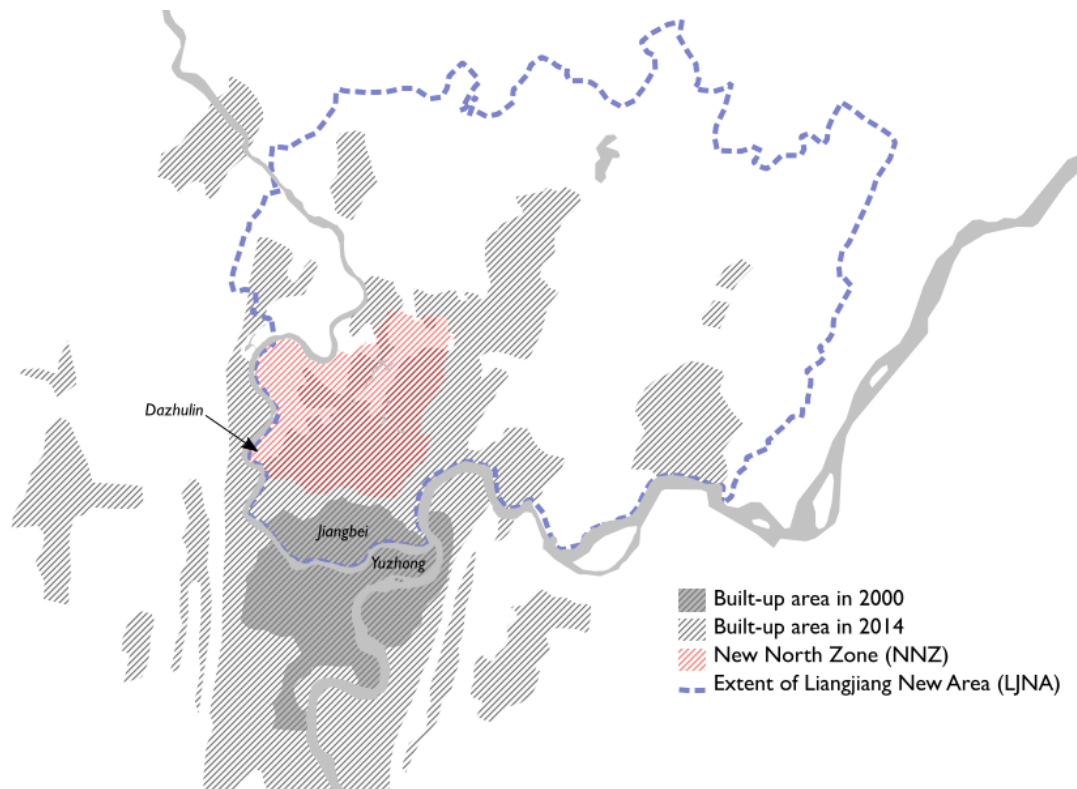 Dazhulin
Jiangbei
Yuzhong
Built-up area in 2000
Built-up area in 2014
New North Zone (NNZ)
Extent of Liangjiang New Area (LJNA)